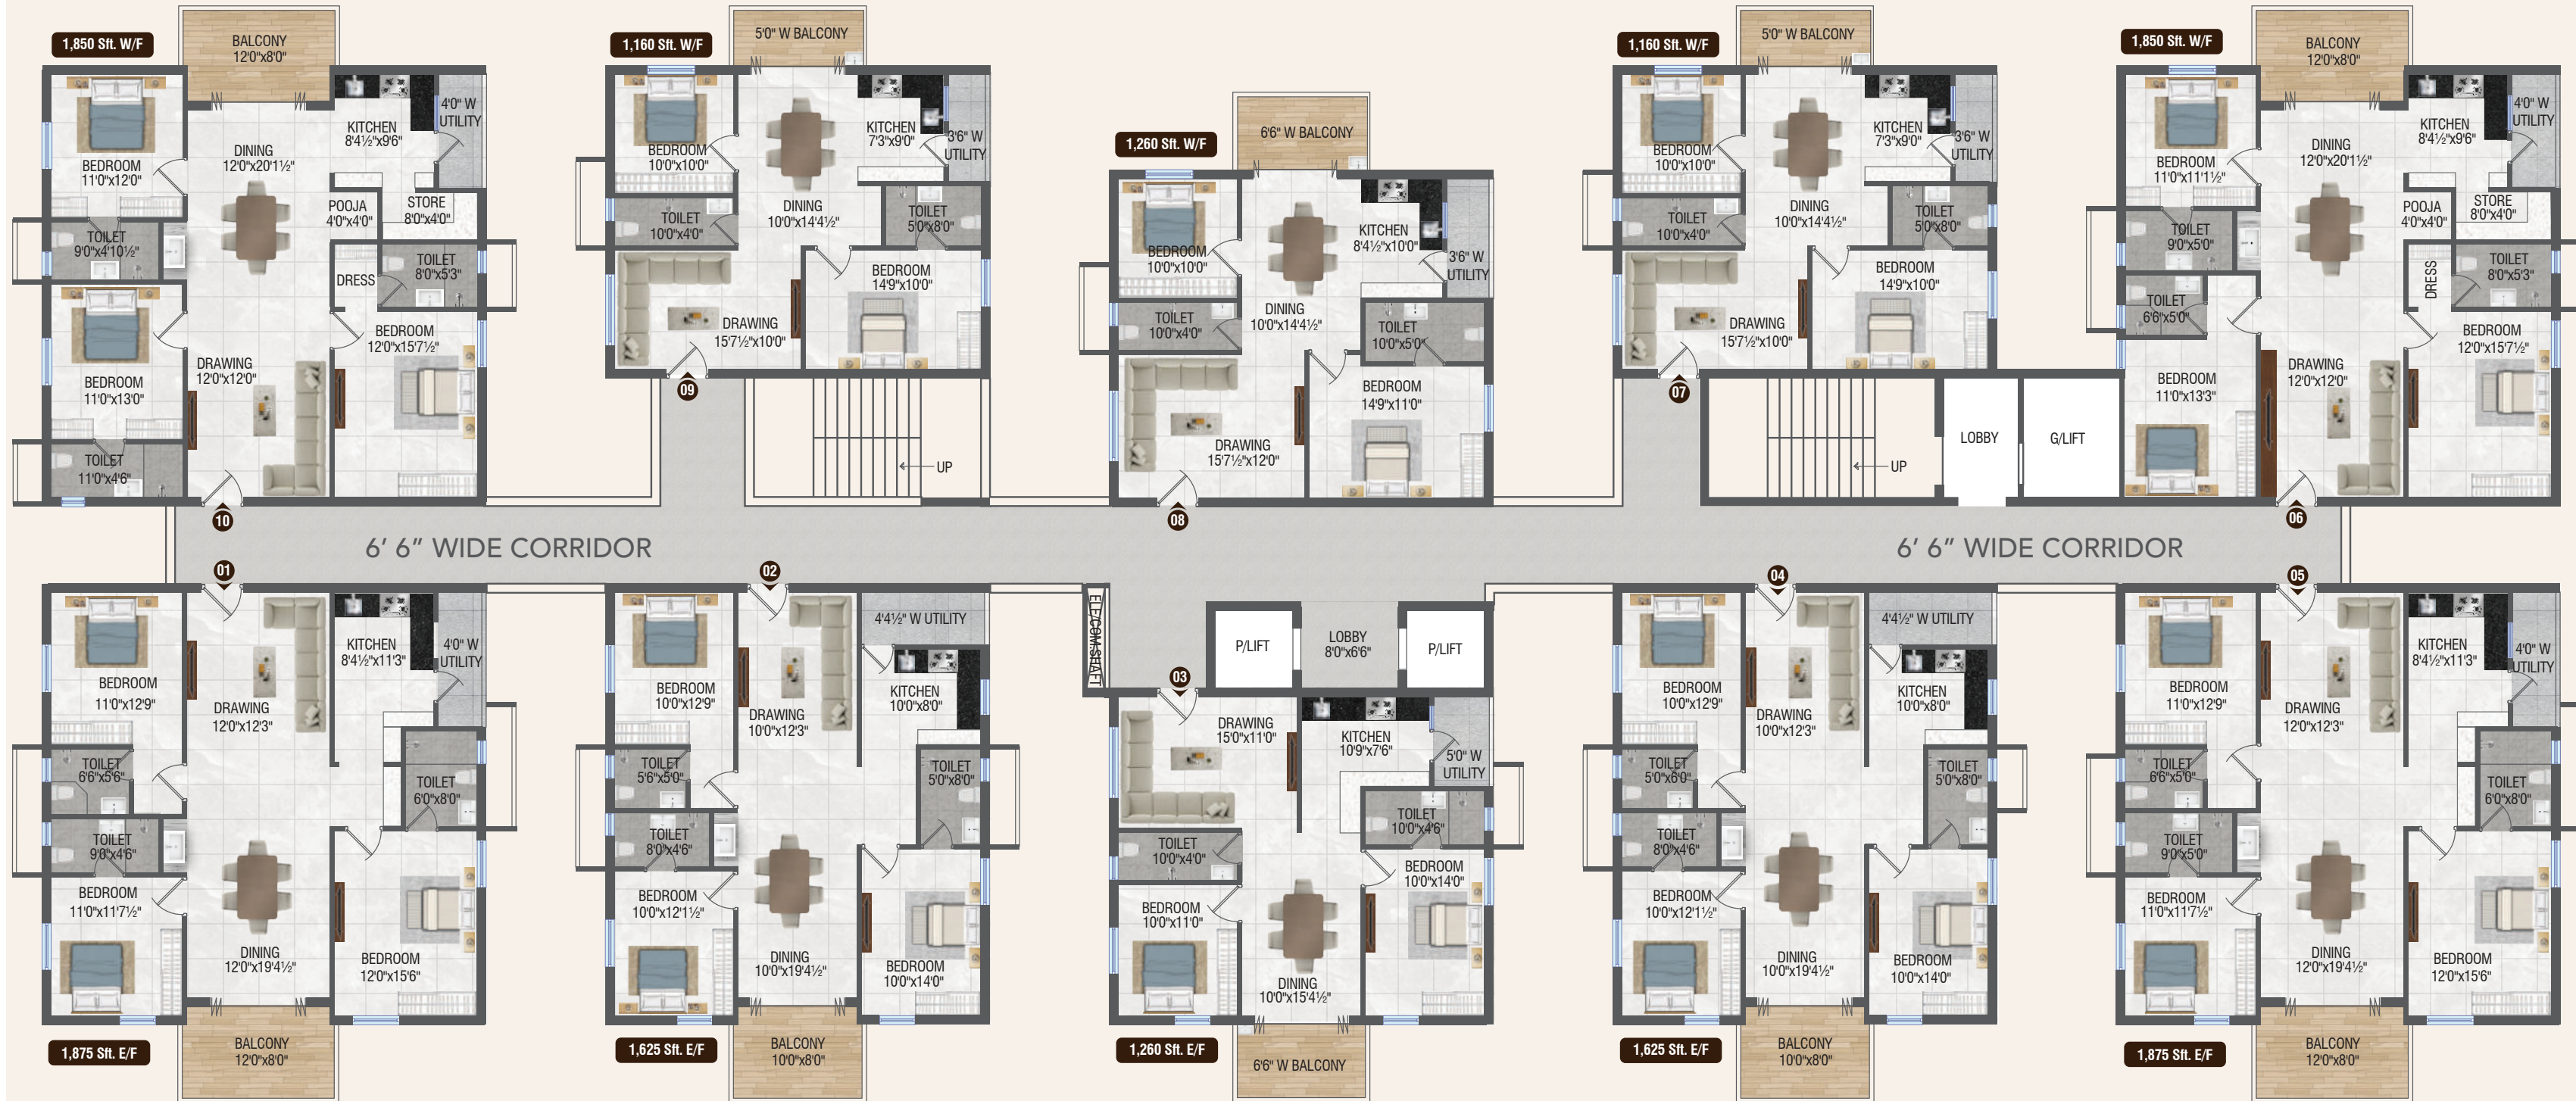 1,850 Sft. W/F
BALCONY
12'0"x8'0"
BEDROOM
11'0"x12'0"
DINING
12'0"x20'1½"
KITCHEN
8'4½"x9'6"
4'0" W
UTILITY
POOJA
4'0"x4'0"
STORE
8'0"x4'0"
TOILET
9'0"x4'10½"
DRESS
TOILET
8'0"x5'3"
BEDROOM
11'0"x13'0"
DRAWING
12'0"x12'0"
BEDROOM
12'0"x15'7½"
TOILET
11'0"x4'6"
10
1,160 Sft. W/F
5'0" W BALCONY
BEDROOM
10'0"x10'0"
KITCHEN
7'3"x9'0"
3'6" W
UTILITY
TOILET
10'0"x4'0"
DINING
10'0"x14'4½"
TOILET
5'0"x8'0"
BEDROOM
14'9"x10'0"
DRAWING
15'7½"x10'0"
09
UP
1,260 Sft. W/F
6'6" W BALCONY
BEDROOM
10'0"x10'0"
KITCHEN
8'4½"x10'0"
3'6" W
UTILITY
TOILET
10'0"x4'0"
DINING
10'0"x14'4½"
TOILET
10'0"x5'0"
BEDROOM
14'9"x11'0"
DRAWING
15'7½"x12'0"
08
1,160 Sft. W/F
5'0" W BALCONY
BEDROOM
10'0"x10'0"
KITCHEN
7'3"x9'0"
3'6" W
UTILITY
TOILET
10'0"x4'0"
DINING
10'0"x14'4½"
TOILET
5'0"x8'0"
BEDROOM
14'9"x10'0"
DRAWING
15'7½"x10'0"
07
UP
LOBBY
G/LIFT
1,850 Sft. W/F
BALCONY
12'0"x8'0"
BEDROOM
11'0"x11'1½"
DINING
12'0"x20'1½"
KITCHEN
8'4½"x9'6"
4'0" W
UTILITY
POOJA
4'0"x4'0"
STORE
8'0"x4'0"
TOILET
9'0"x5'0"
DRESS
TOILET
8'0"x5'3"
TOILET
6'6"x5'0"
BEDROOM
11'0"x13'3"
DRAWING
12'0"x12'0"
BEDROOM
12'0"x15'7½"
06
6' 6" WIDE CORRIDOR
6' 6" WIDE CORRIDOR
01
BEDROOM
11'0"x12'9"
DRAWING
12'0"x12'3"
KITCHEN
8'4½"x11'3"
4'0" W
UTILITY
TOILET
6'6"x5'6"
TOILET
6'0"x8'0"
TOILET
9'0"x4'6"
BEDROOM
11'0"x11'7½"
DINING
12'0"x19'4½"
BEDROOM
12'0"x15'6"
BALCONY
12'0"x8'0"
1,875 Sft. E/F
02
4'4½" W UTILITY
BEDROOM
10'0"x12'9"
DRAWING
10'0"x12'3"
KITCHEN
10'0"x8'0"
TOILET
5'6"x5'0"
TOILET
5'0"x8'0"
TOILET
8'0"x4'6"
BEDROOM
10'0"x12'1½"
DINING
10'0"x19'4½"
BEDROOM
10'0"x14'0"
BALCONY
10'0"x8'0"
1,625 Sft. E/F
ELE/COM.SHAFT
P/LIFT
LOBBY
8'0"x6'6"
P/LIFT
03
DRAWING
15'0"x11'0"
KITCHEN
10'9"x7'6"
5'0" W
UTILITY
TOILET
10'0"x4'6"
TOILET
10'0"x4'0"
BEDROOM
10'0"x14'0"
BEDROOM
10'0"x11'0"
DINING
10'0"x15'4½"
6'6" W BALCONY
1,260 Sft. E/F
04
4'4½" W UTILITY
BEDROOM
10'0"x12'9"
DRAWING
10'0"x12'3"
KITCHEN
10'0"x8'0"
TOILET
5'0"x6'0"
TOILET
5'0"x8'0"
TOILET
8'0"x4'6"
BEDROOM
10'0"x12'1½"
DINING
10'0"x19'4½"
BEDROOM
10'0"x14'0"
BALCONY
10'0"x8'0"
1,625 Sft. E/F
05
BEDROOM
11'0"x12'9"
DRAWING
12'0"x12'3"
KITCHEN
8'4½"x11'3"
4'0" W
UTILITY
TOILET
6'6"x5'0"
TOILET
6'0"x8'0"
TOILET
9'0"x5'0"
BEDROOM
11'0"x11'7½"
DINING
12'0"x19'4½"
BEDROOM
12'0"x15'6"
BALCONY
12'0"x8'0"
1,875 Sft. E/F